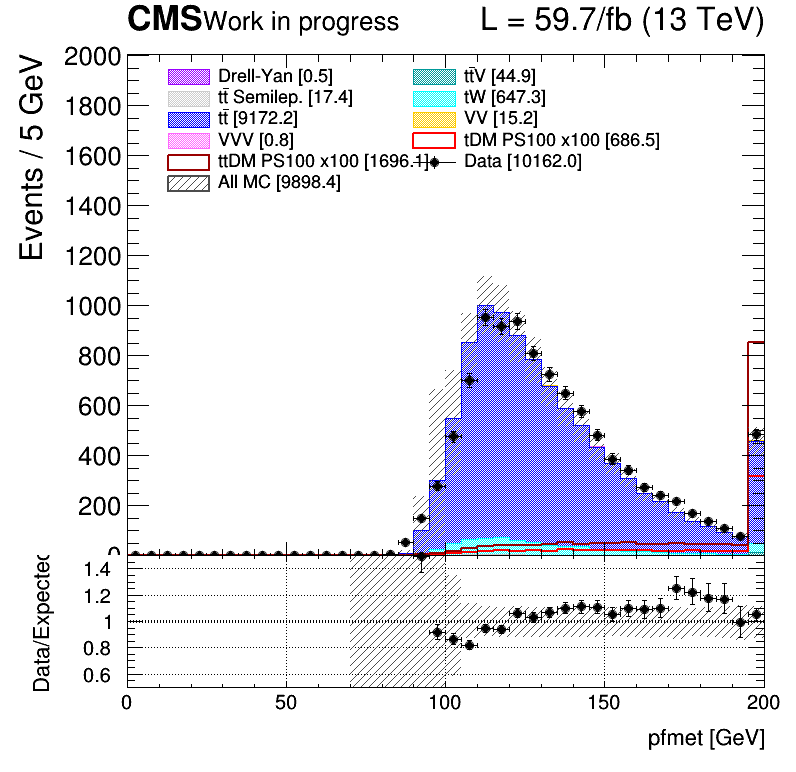 CMS Work in progress L = 59.7/fb (13 TeV)
Events / 5 GeV
2000
1800
1600
1400
1200
1000
800
600
400
200
0
Drell-Yan [0.5]
tt̄V [44.9]
tt̄ Semilep. [17.4]
tW [647.3]
tt̄ [9172.2]
VV [15.2]
VVV [0.8]
tDM PS100 x100 [686.5]
ttDM PS100 x100 [1696.1]
Data [10162.0]
All MC [9898.4]
Data/Expected
1.4
1.2
1
0.8
0.6
0 50 100 150 200
pfmet [GeV]